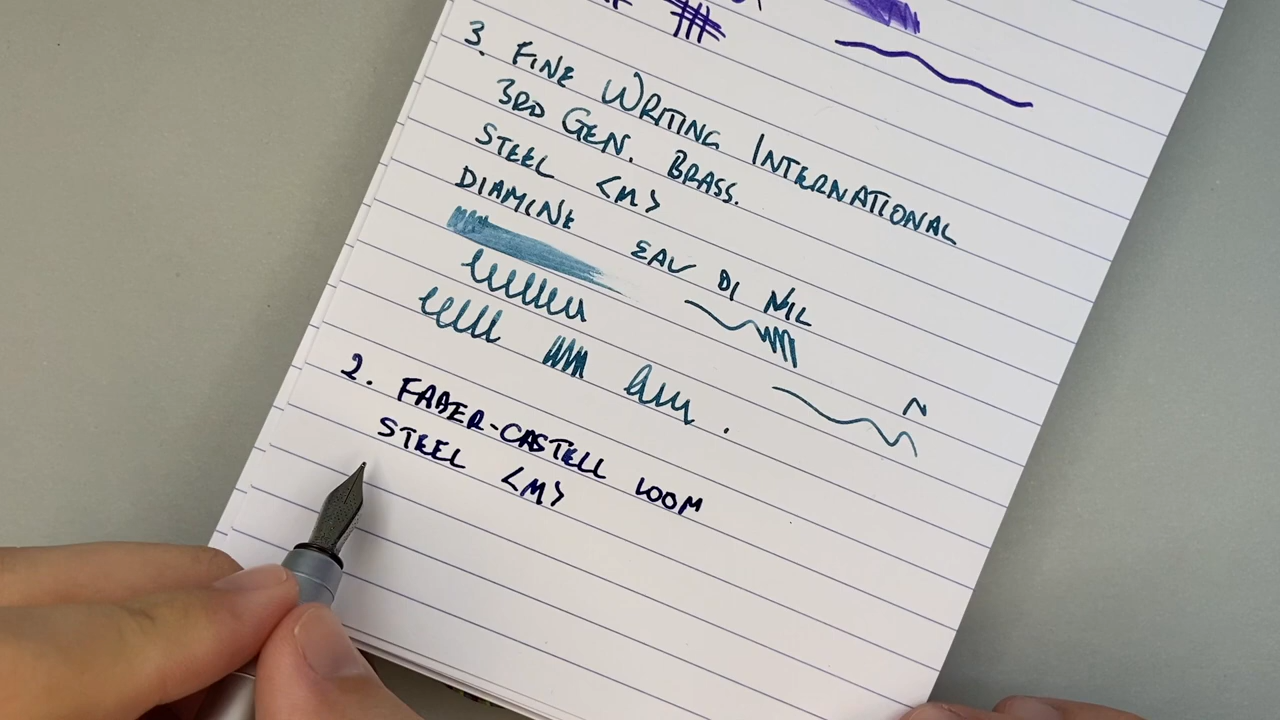 3. FINE WRITING INTERNATIONAL
3RD GEN. BRASS.
STEEL <M>
DIAMINE EAU DI NIL
2. FABER-CASTELL LOOM
STEEL <M>